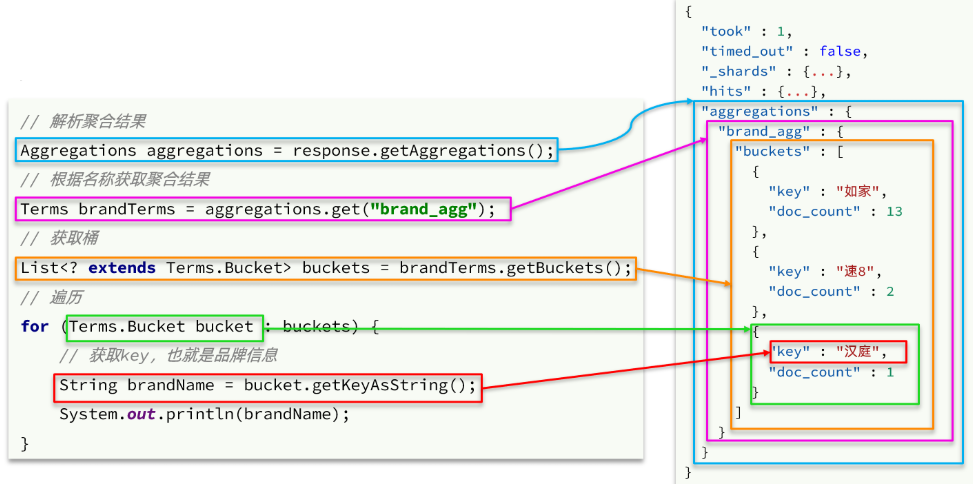 // 解析聚合结果
Aggregations aggregations = response.getAggregations();
// 根据名称获取聚合结果
Terms brandTerms = aggregations.get("brand_agg");
// 获取桶
List<? extends Terms.Bucket> buckets = brandTerms.getBuckets();
// 遍历
for (Terms.Bucket bucket : buckets) {
// 获取key, 也就是品牌信息
String brandName = bucket.getKeyAsString();
System.out.println(brandName);
}
{
"took" : 1,
"timed_out" : false,
"_shards" : {...},
"hits" : {...},
"aggregations" : {
"brand_agg" : {
"buckets" : [
{
"key" : "如家",
"doc_count" : 13
},
{
"key" : "速8",
"doc_count" : 2
},
{
"key" : "汉庭",
"doc_count" : 1
}
]
}
}
}